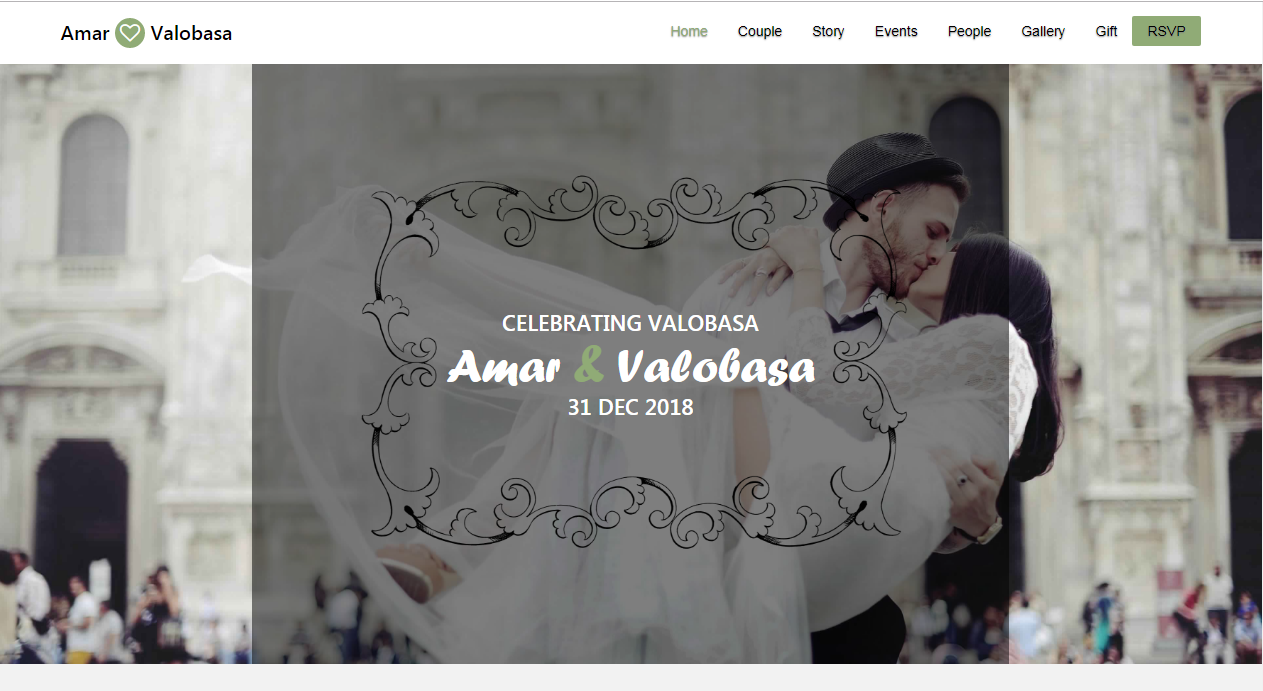 Amar Valobasa
Home Couple Story Events People Gallery Gift RSVP
CELEBRATING VALOBASA
Amar & Valobasa
31 DEC 2018